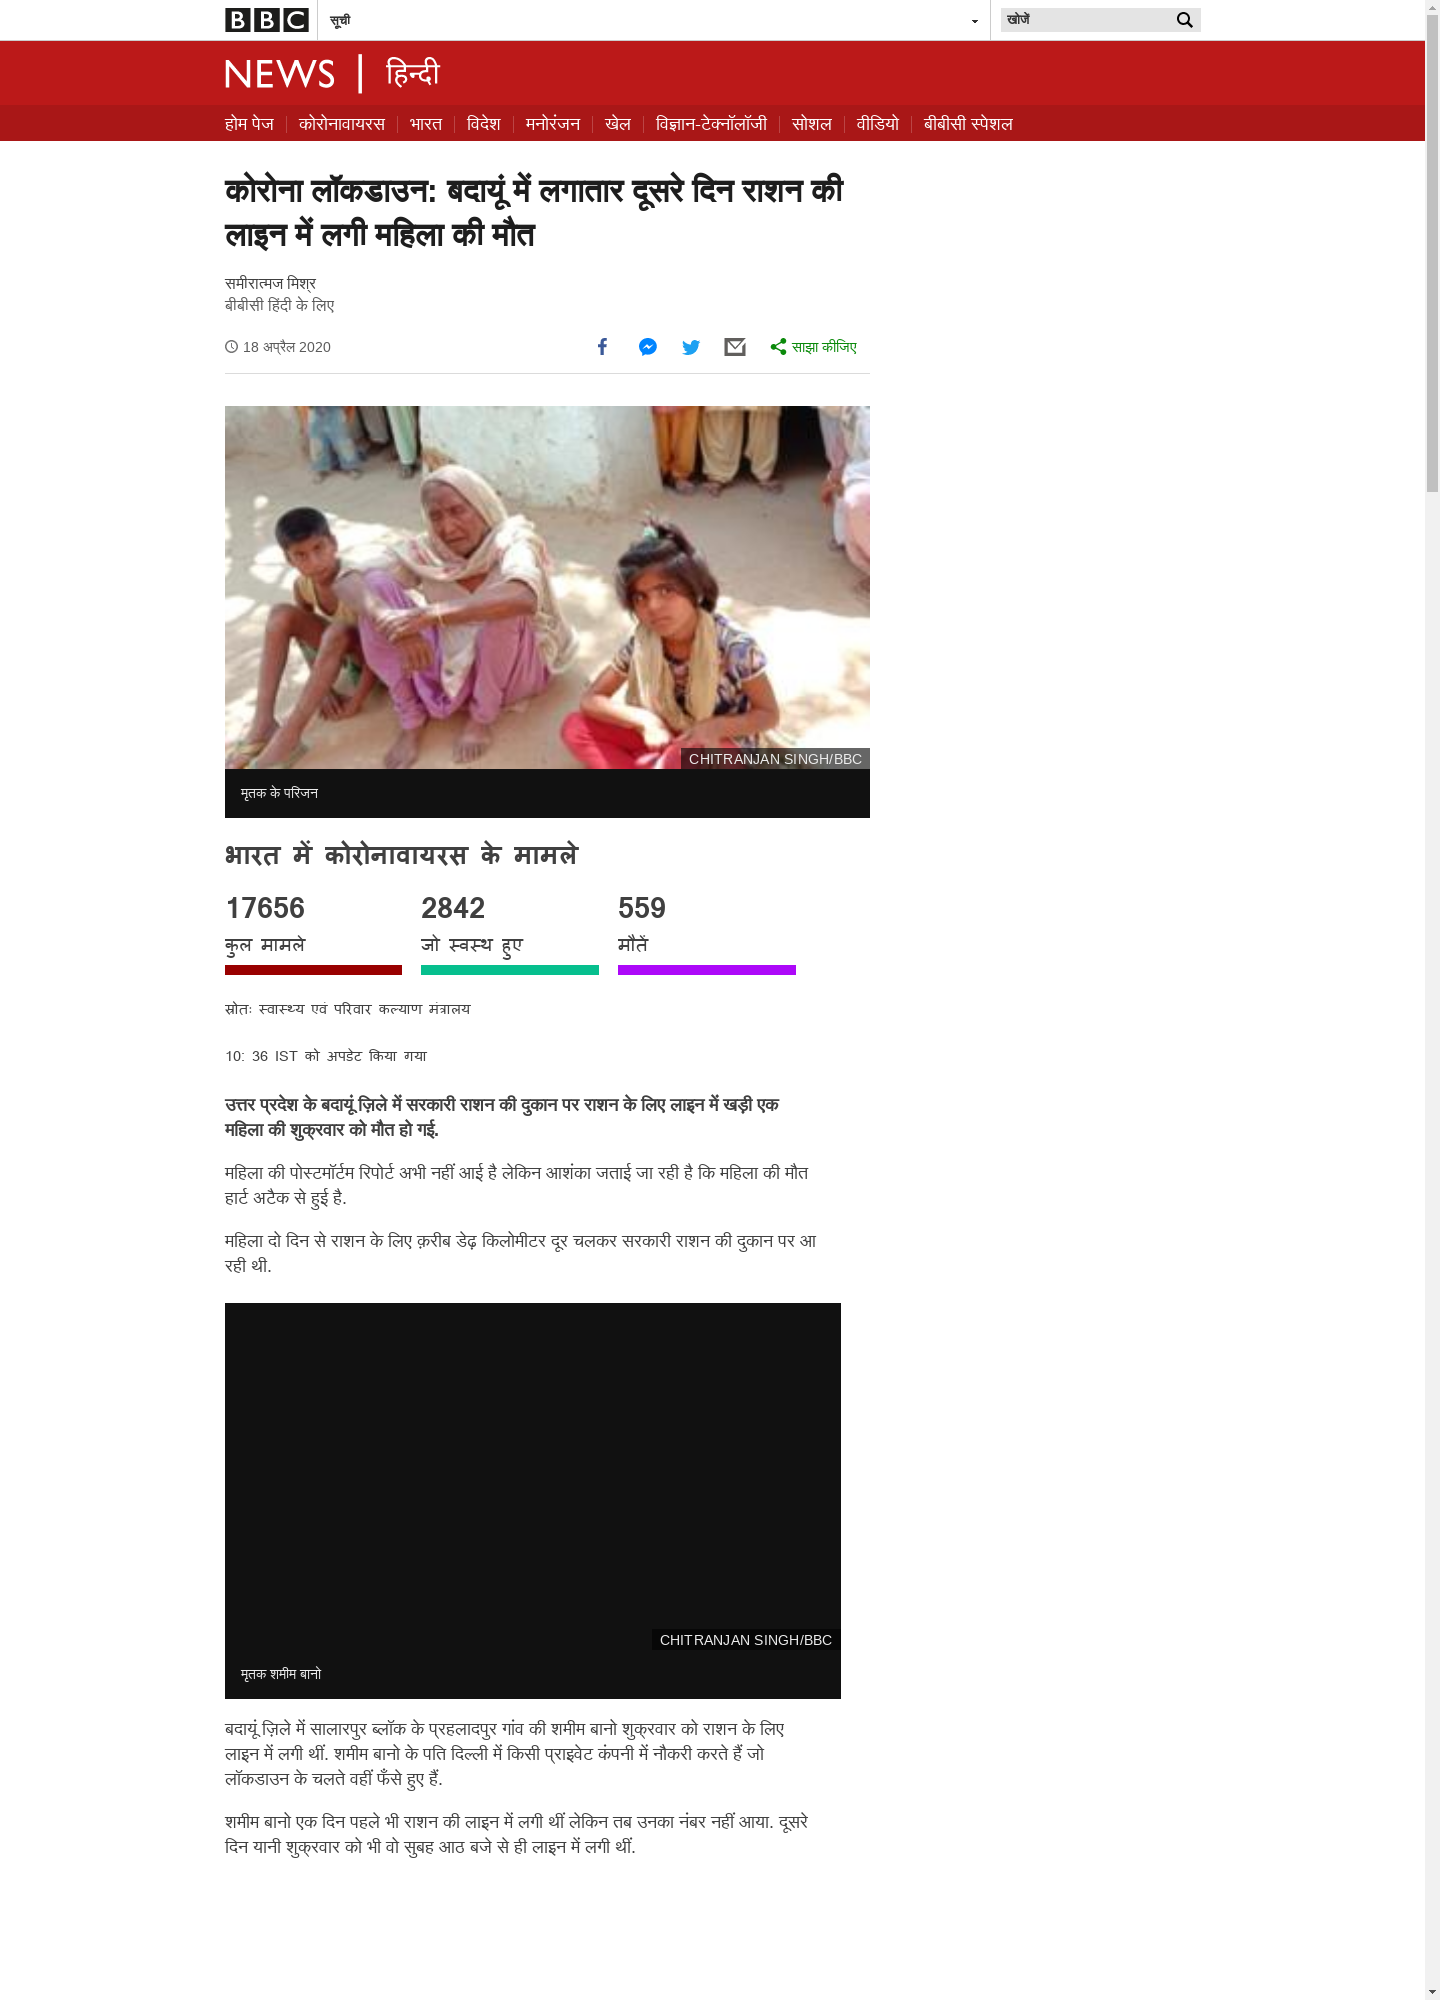 BBC
सूची
खोजें
NEWS | हिन्दी
होम पेज
कोरोनावायरस
भारत
विदेश
मनोरंजन
खेल
विज्ञान-टेक्नॉलॉजी
सोशल
वीडियो
बीबीसी स्पेशल
कोरोना लॉकडाउन: बदायूं में लगातार दूसरे दिन राशन की
लाइन में लगी महिला की मौत
समीरात्मज मिश्र
बीबीसी हिंदी के लिए
18 अप्रैल 2020
साझा कीजिए
CHITRANJAN SINGH/BBC
मृतक के परिजन
भारत में कोरोनावायरस के मामले
17656
2842
559
कुल मामले
जो स्वस्थ हुए
मौतें
स्रोतः स्वास्थ्य एवं परिवार कल्याण मंत्रालय
10: 36 IST को अपडेट किया गया
उत्तर प्रदेश के बदायूं ज़िले में सरकारी राशन की दुकान पर राशन के लिए लाइन में खड़ी एक
महिला की शुक्रवार को मौत हो गई.
महिला की पोस्टमॉर्टम रिपोर्ट अभी नहीं आई है लेकिन आशंका जताई जा रही है कि महिला की मौत
हार्ट अटैक से हुई है.
महिला दो दिन से राशन के लिए क़रीब डेढ़ किलोमीटर दूर चलकर सरकारी राशन की दुकान पर आ
रही थी.
CHITRANJAN SINGH/BBC
मृतक शमीम बानो
बदायूं ज़िले में सालारपुर ब्लॉक के प्रहलादपुर गांव की शमीम बानो शुक्रवार को राशन के लिए
लाइन में लगी थीं. शमीम बानो के पति दिल्ली में किसी प्राइवेट कंपनी में नौकरी करते हैं जो
लॉकडाउन के चलते वहीं फँसे हुए हैं.
शमीम बानो एक दिन पहले भी राशन की लाइन में लगी थीं लेकिन तब उनका नंबर नहीं आया. दूसरे
दिन यानी शुक्रवार को भी वो सुबह आठ बजे से ही लाइन में लगी थीं.